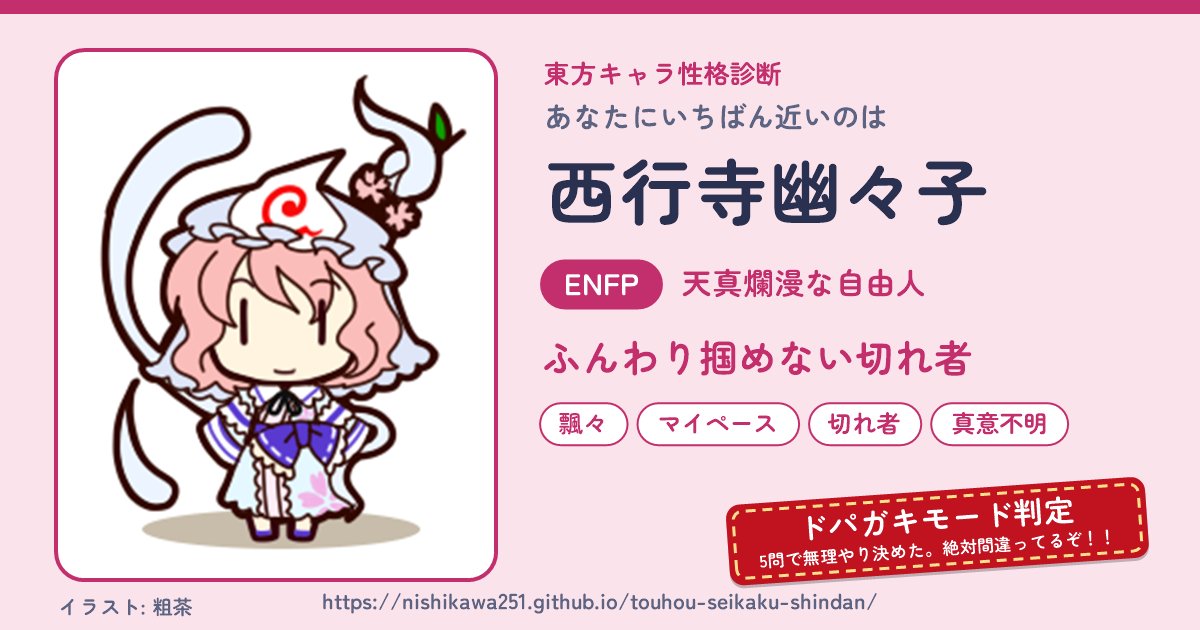 東方キャラ性格診断
あなたにいちばん近いのは
西行寺幽々子
ENFP 天真爛漫な自由人
ふんわり掴めない切れ者
飄々 マイペース 切れ者 真意不明
ドパガキモード判定
5問で無理やり決めた。絶対間違ってるぞ！！
イラスト: 粗茶
https://nishikawa251.github.io/touhou-seikaku-shindan/